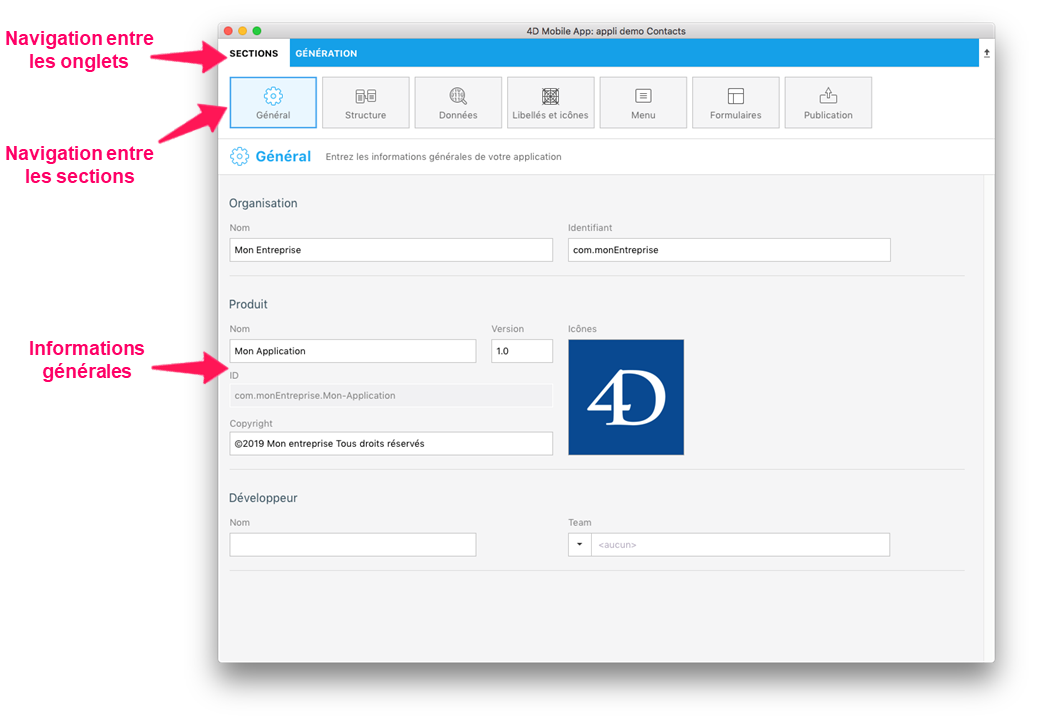 4D Mobile App: appli demo Contacts
Navigation entre
les onglets
SECTIONS
GÉNÉRATION
Général
Structure
Données
Libellés et icônes
Menu
Formulaires
Publication
Navigation entre
les sections
Général
Entrez les informations générales de votre application
Organisation
Nom
Identifiant
Mon Entreprise
com.monEntreprise
Produit
Nom
Version
Icônes
Mon Application
1.0
4D
Informations
générales
ID
com.monEntreprise.Mon-Application
Copyright
©2019 Mon entreprise Tous droits réservés
Développeur
Nom
Team
<aucun>